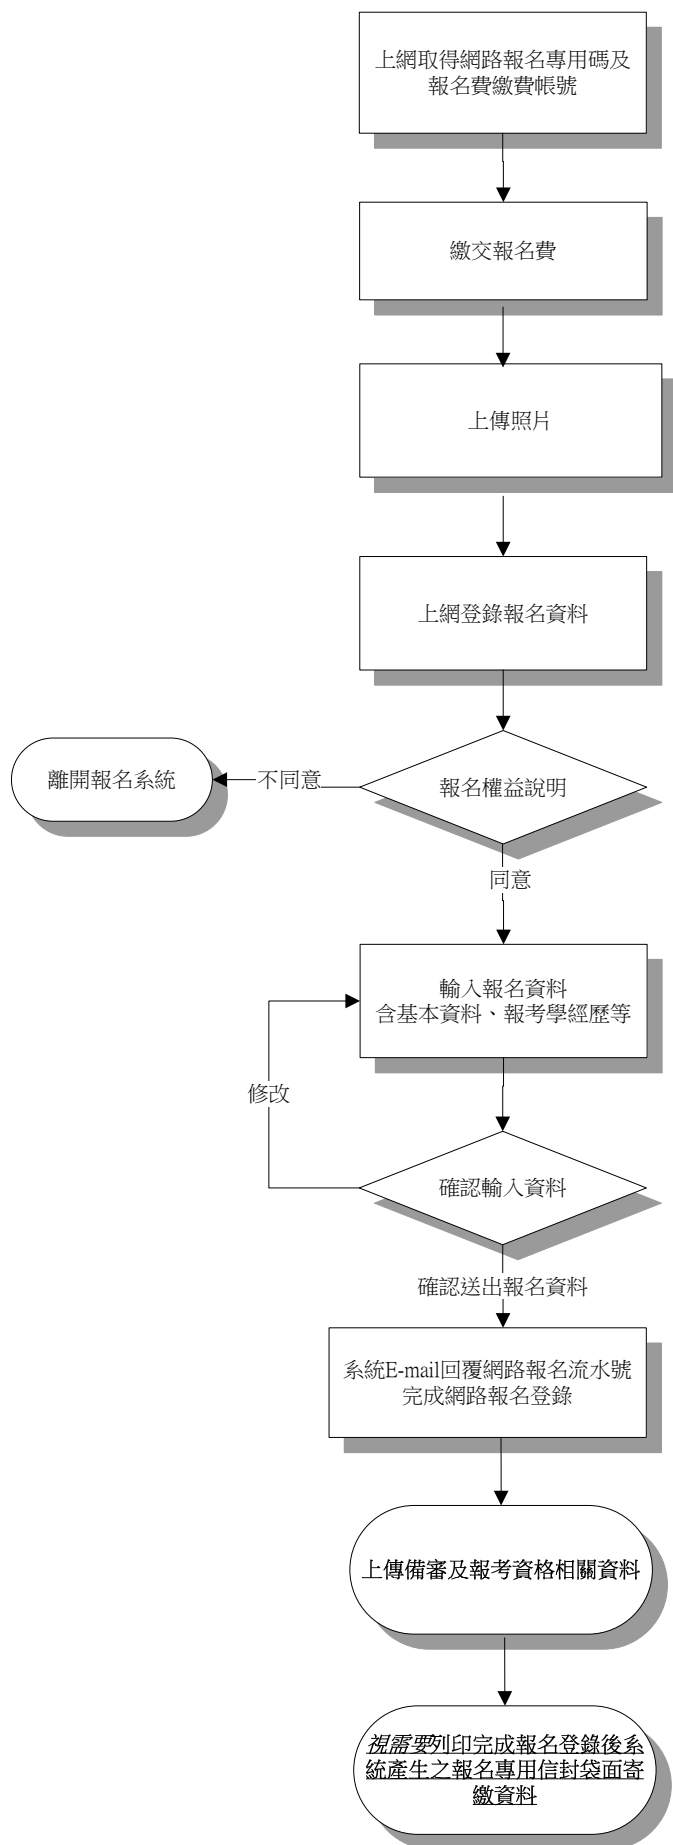 上網取得網路報名專用碼及
報名費繳費帳號
繳交報名費
上傳照片
上網登錄報名資料
離開報名系統
不同意
報名權益說明
同意
輸入報名資料
含基本資料、報考學經歷等
修改
確認輸入資料
確認送出報名資料
系統E-mail回覆網路報名流水號
完成網路報名登錄
上傳備審及報考資格相關資料
視需要列印完成報名登錄後系
統產生之報名專用信封袋面寄
繳資料